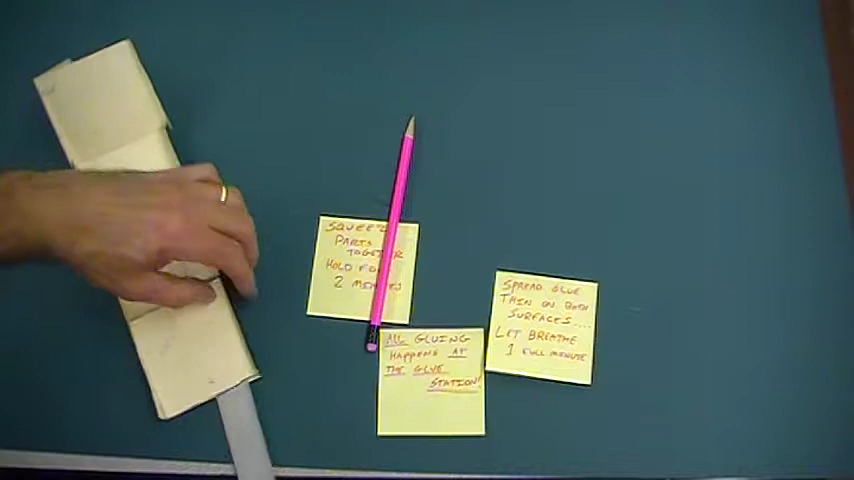 SQUEEZE
PARTS
TOGETHER
HOLD FOR
2 MINUTES
ALL GLUING
HAPPENS AT
THE GLUE
STATION!
SPREAD GLUE
THIN ON BOTH
SURFACES....
LET BREATHE
1 FULL MINUTE